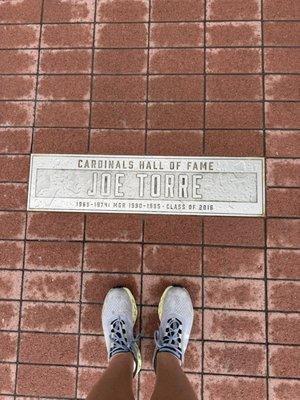 CARDINALS HALL OF FAME
JOE TORRE
1969-1974 | MGR 1990-1995 · CLASS OF 2016